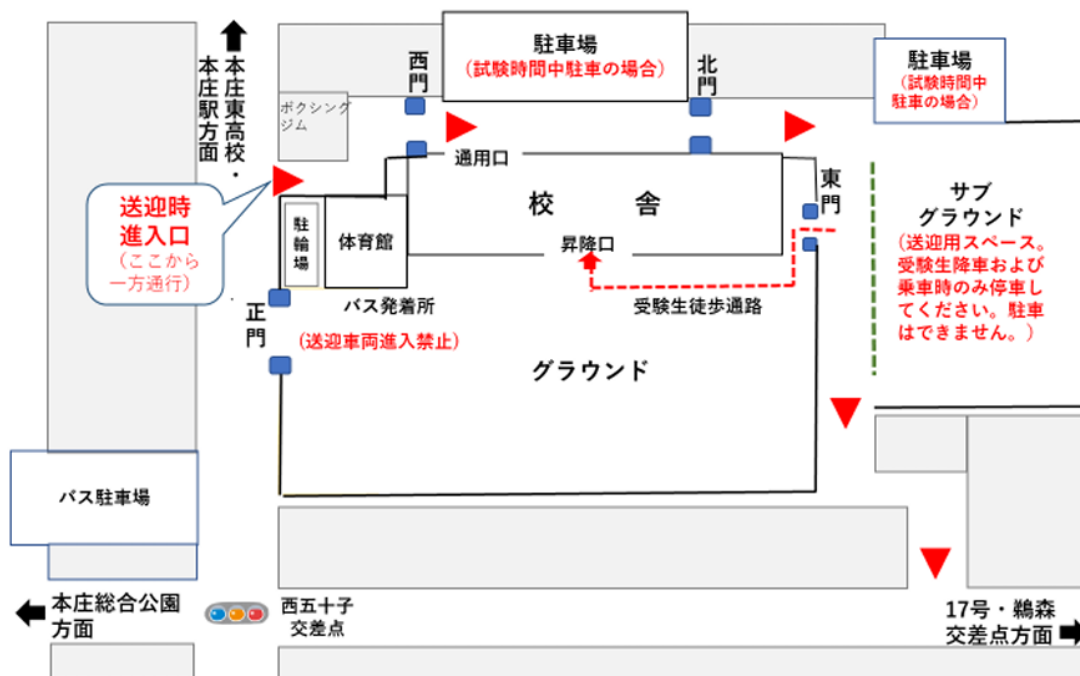 駐車場
(試験時間中駐車の場合)
駐車場
(試験時間中
駐車の場合)
西門
北門
本庄東高校・
本庄駅方面
ボクシング
ジム
通用口
送迎時
進入口
(ここから
一方通行)
駐輪場
体育館
校舎
昇降口
東門
サブ
グラウンド
(送迎用スペース。
受験生降車および
乗車時のみ停車し
てください。駐車
はできません。)
正門
バス発着所
(送迎車両進入禁止)
受験生徒歩通路
グラウンド
バス駐車場
本庄総合公園
方面
西五十子
交差点
17号・鵜森
交差点方面